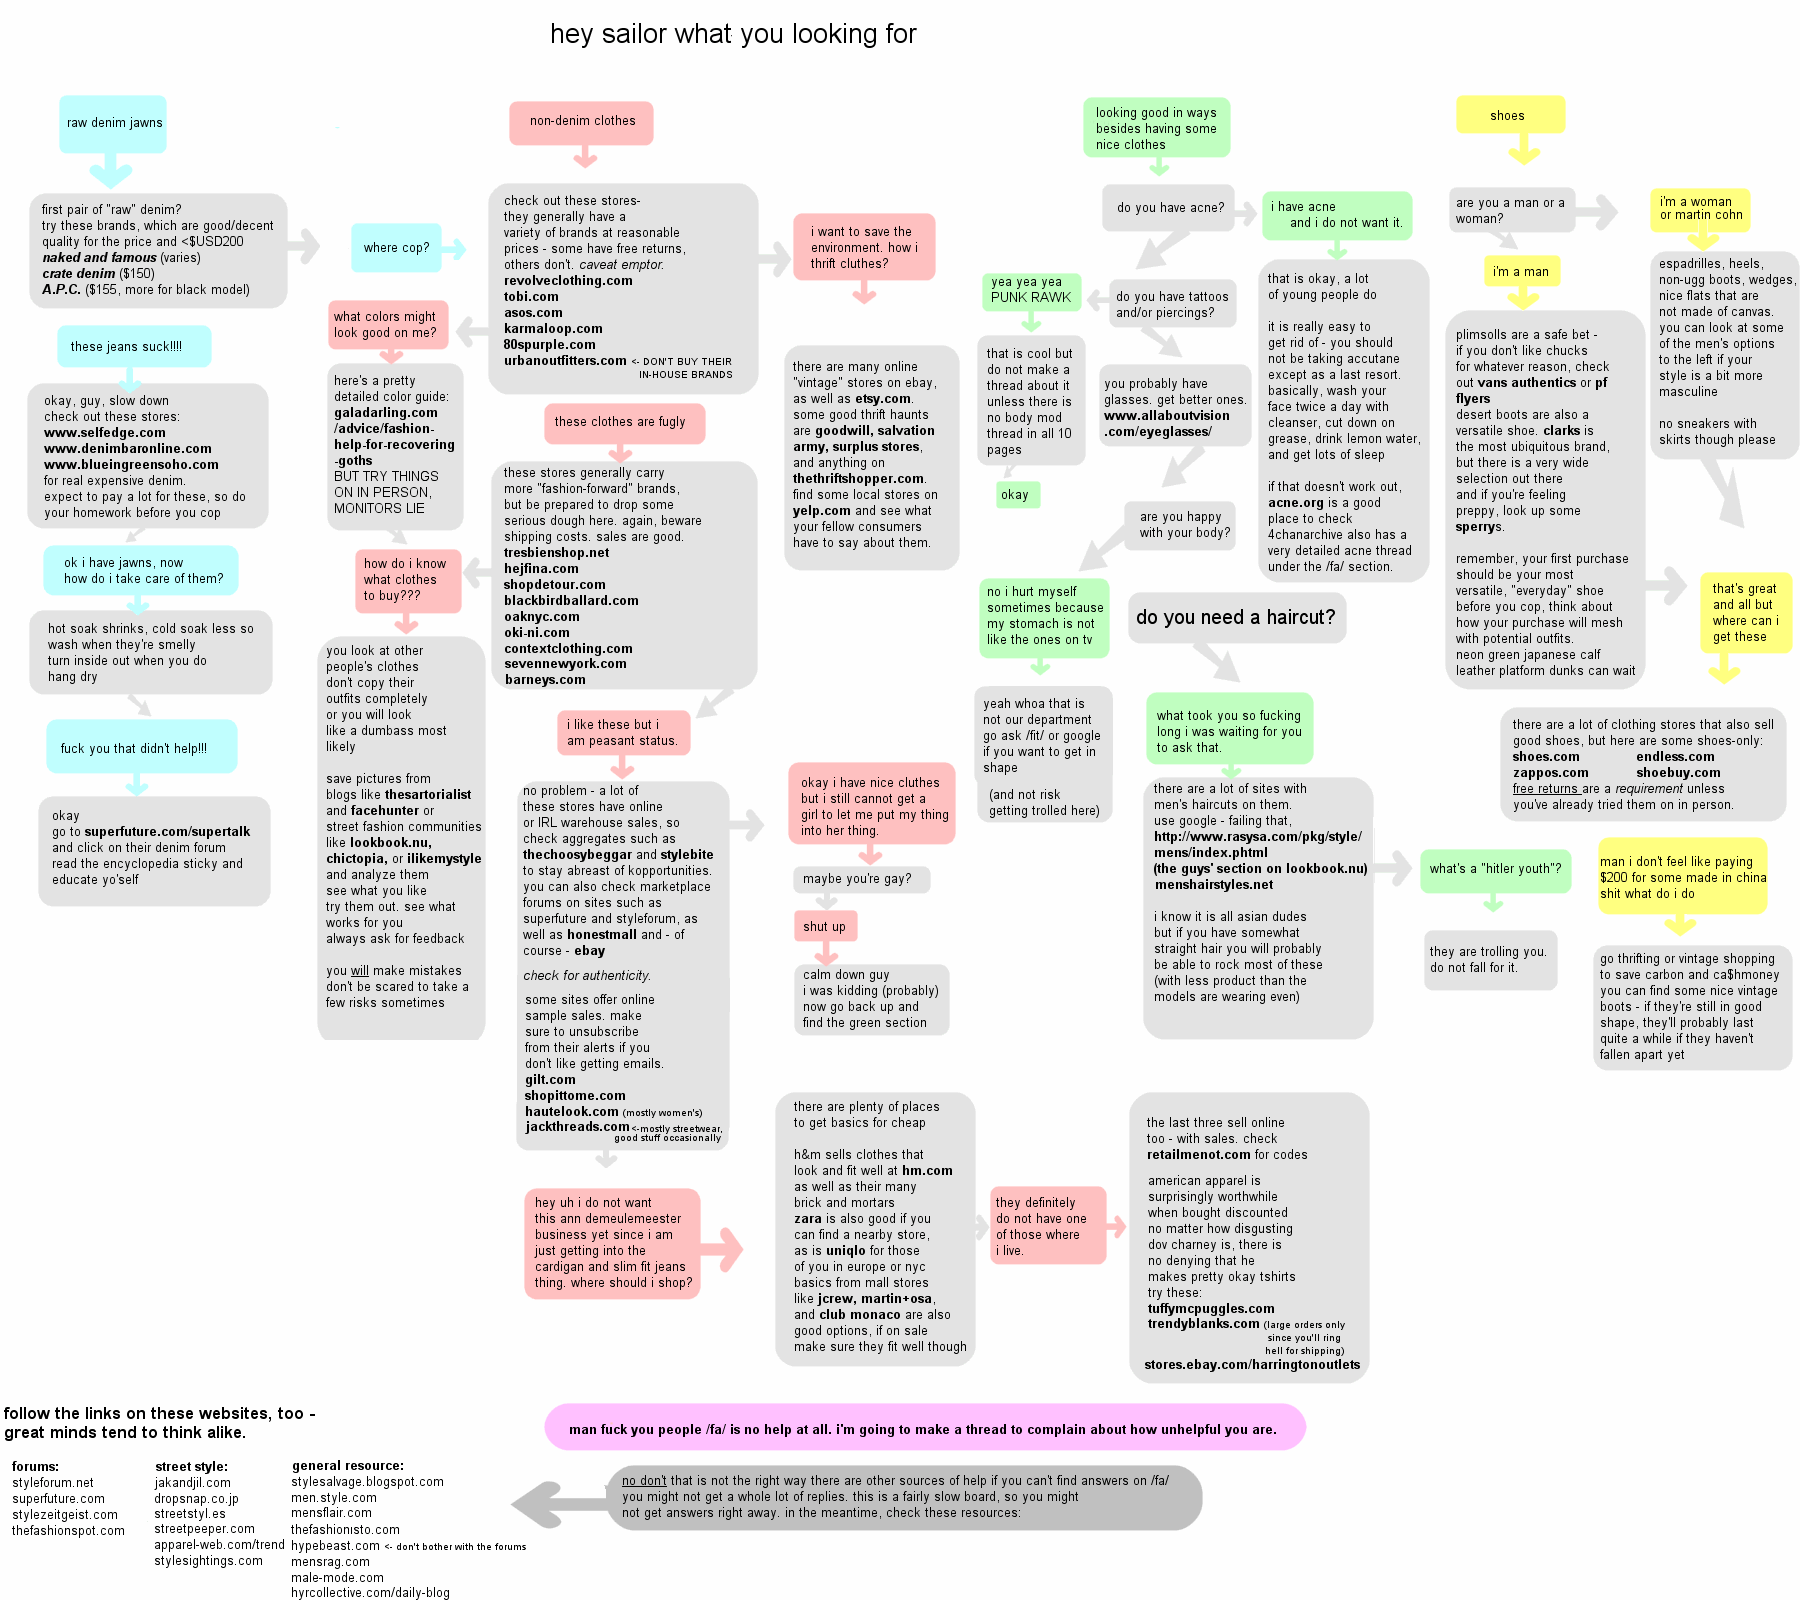 hey sailor what you looking for
raw denim jawns
first pair of "raw" denim?
try these brands, which are good/decent
quality for the price and <$USD200
naked and famous (varies)
crate denim ($150)
A.P.C. ($155, more for black model)
these jeans suck!!!!
okay, guy, slow down
check out these stores:
www.selfedge.com
www.denimbaronline.com
www.blueingreensoho.com
for real expensive denim.
expect to pay a lot for these, so do
your homework before you cop
ok i have jawns, now
how do i take care of them?
hot soak shrinks, cold soak less so
wash when they're smelly
turn inside out when you do
hang dry
fuck you that didn't help!!!
okay
go to superfuture.com/supertalk
and click on their denim forum
read the encyclopedia sticky and
educate yo'self
where cop?
non-denim clothes
check out these stores-
they generally have a
variety of brands at reasonable
prices - some have free returns,
others don't. caveat emptor.
revolveclothing.com
tobi.com
asos.com
karmaloop.com
80spurple.com
urbanoutfitters.com <- DON'T BUY THEIR
IN-HOUSE BRANDS
what colors might
look good on me?
here's a pretty
detailed color guide:
galadarling.com
/advice/fashion-
help-for-recovering
-goths
BUT TRY THINGS
ON IN PERSON,
MONITORS LIE
how do i know
what clothes
to buy???
you look at other
people's clothes
don't copy their
outfits completely
or you will look
like a dumbass most
likely
save pictures from
blogs like thesartorialist
and facehunter or
street fashion communities
like lookbook.nu,
chictopia, or ilikemystyle
and analyze them
see what you like
try them out. see what
works for you
always ask for feedback
you will make mistakes
don't be scared to take a
few risks sometimes
these clothes are fugly
these stores generally carry
more "fashion-forward" brands,
but be prepared to drop some
serious dough here. again, beware
shipping costs. sales are good.
tresbienshop.net
hejfina.com
shopdetour.com
blackbirdballard.com
oaknyc.com
oki-ni.com
contextclothing.com
sevennewyork.com
barneys.com
i like these but i
am peasant status.
no problem - a lot of
these stores have online
or IRL warehouse sales, so
check aggregates such as
thechoosybeggar and stylebite
to stay abreast of kopportunities.
you can also check marketplace
forums on sites such as
superfuture and styleforum, as
well as honestmall and - of
course - ebay
check for authenticity.
some sites offer online
sample sales. make
sure to unsubscribe
from their alerts if you
don't like getting emails.
gilt.com
shopittome.com
hautelook.com (mostly women's)
jackthreads.com <-mostly streetwear,
good stuff occasionally
hey uh i do not want
this ann demeulemeester
business yet since i am
just getting into the
cardigan and slim fit jeans
thing. where should i shop?
i want to save the
environment. how i
thrift cluthes?
there are many online
"vintage" stores on ebay,
as well as etsy.com.
some good thrift haunts
are goodwill, salvation
army, surplus stores,
and anything on
thethriftshopper.com.
find some local stores on
yelp.com and see what
your fellow consumers
have to say about them.
okay i have nice cluthes
but i still cannot get a
girl to let me put my thing
into her thing.
maybe you're gay?
shut up
calm down guy
i was kidding (probably)
now go back up and
find the green section
there are plenty of places
to get basics for cheap
h&m sells clothes that
look and fit well at hm.com
as well as their many
brick and mortars
zara is also good if you
can find a nearby store,
as is uniqlo for those
of you in europe or nyc
basics from mall stores
like jcrew, martin+osa,
and club monaco are also
good options, if on sale
make sure they fit well though
they definitely
do not have one
of those where
i live.
the last three sell online
too - with sales. check
retailmenot.com for codes
american apparel is
surprisingly worthwhile
when bought discounted
no matter how disgusting
dov charney is, there is
no denying that he
makes pretty okay tshirts
try these:
tuffymcpuggles.com
trendyblanks.com (large orders only
since you'll ring
hell for shipping)
stores.ebay.com/harringtonoutlets
looking good in ways
besides having some
nice clothes
do you have acne?
i have acne
and i do not want it.
that is okay, a lot
of young people do
it is really easy to
get rid of - you should
not be taking accutane
except as a last resort.
basically, wash your
face twice a day with
cleanser, cut down on
grease, drink lemon water,
and get lots of sleep
if that doesn't work out,
acne.org is a good
place to check
4chanarchive also has a
very detailed acne thread
under the /fa/ section.
do you have tattoos
and/or piercings?
yea yea yea
PUNK RAWK
that is cool but
do not make a
thread about it
unless there is
no body mod
thread in all 10
pages
okay
you probably have
glasses. get better ones.
www.allaboutvision
.com/eyeglasses/
are you happy
with your body?
no i hurt myself
sometimes because
my stomach is not
like the ones on tv
yeah whoa that is
not our department
go ask /fit/ or google
if you want to get in
shape
(and not risk
getting trolled here)
do you need a haircut?
what took you so fucking
long i was waiting for you
to ask that.
there are a lot of sites with
men's haircuts on them.
use google - failing that,
http://www.rasysa.com/pkg/style/
mens/index.phtml
(the guys' section on lookbook.nu)
menshairstyles.net
i know it is all asian dudes
but if you have somewhat
straight hair you will probably
be able to rock most of these
(with less product than the
models are wearing even)
what's a "hitler youth"?
they are trolling you.
do not fall for it.
shoes
are you a man or a
woman?
i'm a woman
or martin cohn
espadrilles, heels,
non-ugg boots, wedges,
nice flats that are
not made of canvas.
you can look at some
of the men's options
to the left if your
style is a bit more
masculine
no sneakers with
skirts though please
i'm a man
plimsolls are a safe bet -
if you don't like chucks
for whatever reason, check
out vans authentics or pf
flyers
desert boots are also a
versatile shoe. clarks is
the most ubiquitous brand,
but there is a very wide
selection out there
and if you're feeling
preppy, look up some
sperrys.
remember, your first purchase
should be your most
versatile, "everyday" shoe
before you cop, think about
how your purchase will mesh
with potential outfits.
neon green japanese calf
leather platform dunks can wait
that's great
and all but
where can i
get these
there are a lot of clothing stores that also sell
good shoes, but here are some shoes-only:
shoes.com endless.com
zappos.com shoebuy.com
free returns are a requirement unless
you've already tried them on in person.
man i don't feel like paying
$200 for some made in china
shit what do i do
go thrifting or vintage shopping
to save carbon and ca$hmoney
you can find some nice vintage
boots - if they're still in good
shape, they'll probably last
quite a while if they haven't
fallen apart yet
man fuck you people /fa/ is no help at all. i'm going to make a thread to complain about how unhelpful you are.
no don't that is not the right way there are other sources of help if you can't find answers on /fa/
you might not get a whole lot of replies. this is a fairly slow board, so you might
not get answers right away. in the meantime, check these resources:
follow the links on these websites, too -
great minds tend to think alike.
forums:
styleforum.net
superfuture.com
stylezeitgeist.com
thefashionspot.com
street style:
jakandjil.com
dropsnap.co.jp
streetstyl.es
streetpeeper.com
apparel-web.com/trend
stylesightings.com
general resource:
stylesalvage.blogspot.com
men.style.com
mensflair.com
thefashionisto.com
hypebeast.com <- don't bother with the forums
mensrag.com
male-mode.com
hyrcollective.com/daily-blog